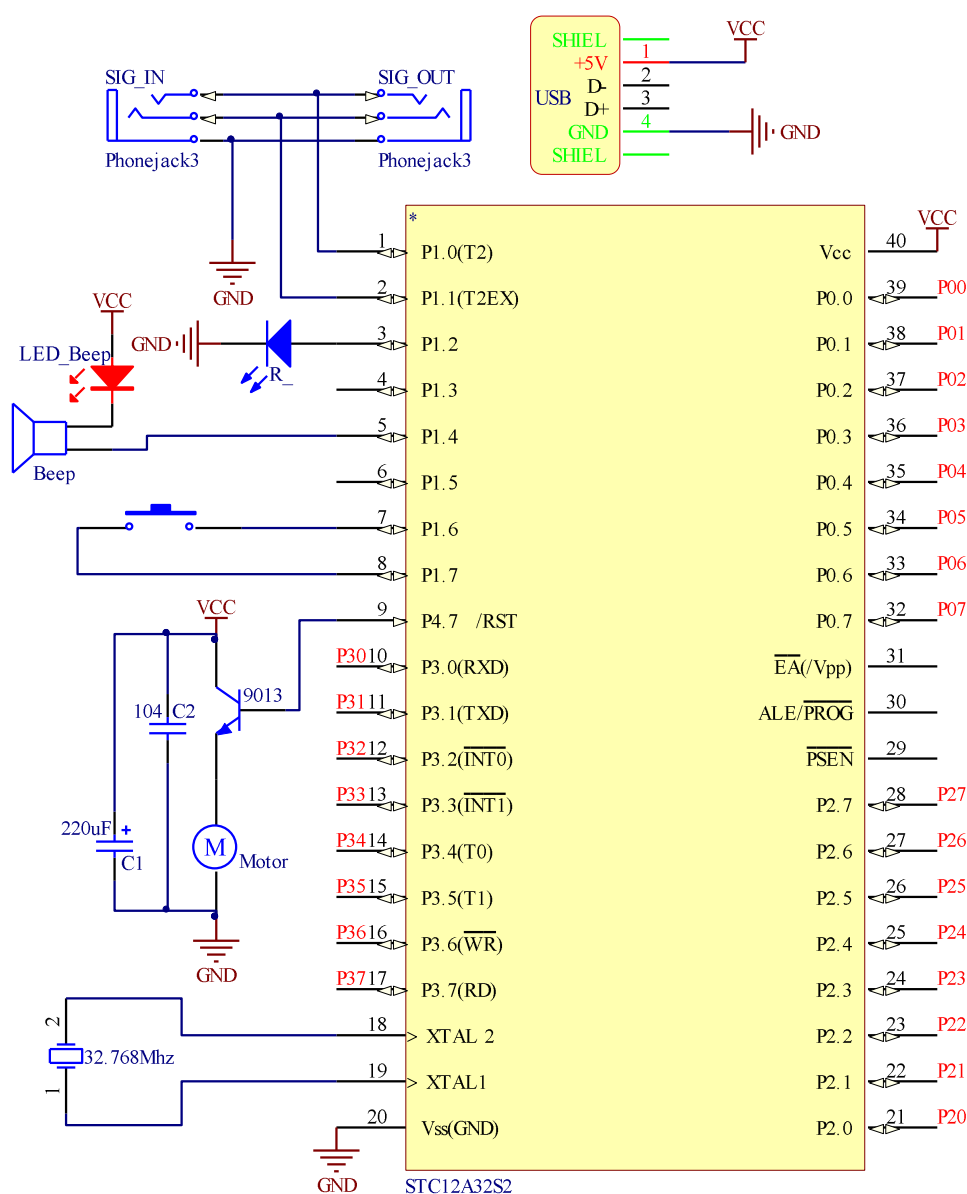 SHIEL
VCC
1
+5V
2
D-
USB
3
D+
4
GND
GND
SHIEL
SIG_IN
SIG_OUT
Phonejack3
Phonejack3
GND
*
VCC
1
P1.0(T2)
Vcc
40
2
P1.1(T2EX)
P0.0
39
P00
VCC
LED_Beep
GND
R_
3
P1.2
P0.1
38
P01
4
P1.3
P0.2
37
P02
5
P1.4
P0.3
36
P03
Beep
6
P1.5
P0.4
35
P04
7
P1.6
P0.5
34
P05
8
P1.7
P0.6
33
P06
VCC
9
P4.7 /RST
P0.7
32
P07
P30
10
P3.0(RXD)
EA(/Vpp)
31
9013
104
C2
P31
11
P3.1(TXD)
ALE/PROG
30
P32
12
P3.2(INT0)
PSEN
29
P33
13
P3.3(INT1)
P2.7
28
P27
220uF
+
C1
M
Motor
P34
14
P3.4(T0)
P2.6
27
P26
P35
15
P3.5(T1)
P2.5
26
P25
P36
16
P3.6(WR)
P2.4
25
P24
GND
P37
17
P3.7(RD)
P2.3
24
P23
2
32.768Mhz
1
18
XTAL 2
P2.2
23
P22
19
XTAL1
P2.1
22
P21
20
Vss(GND)
P2.0
21
P20
GND
STC12A32S2